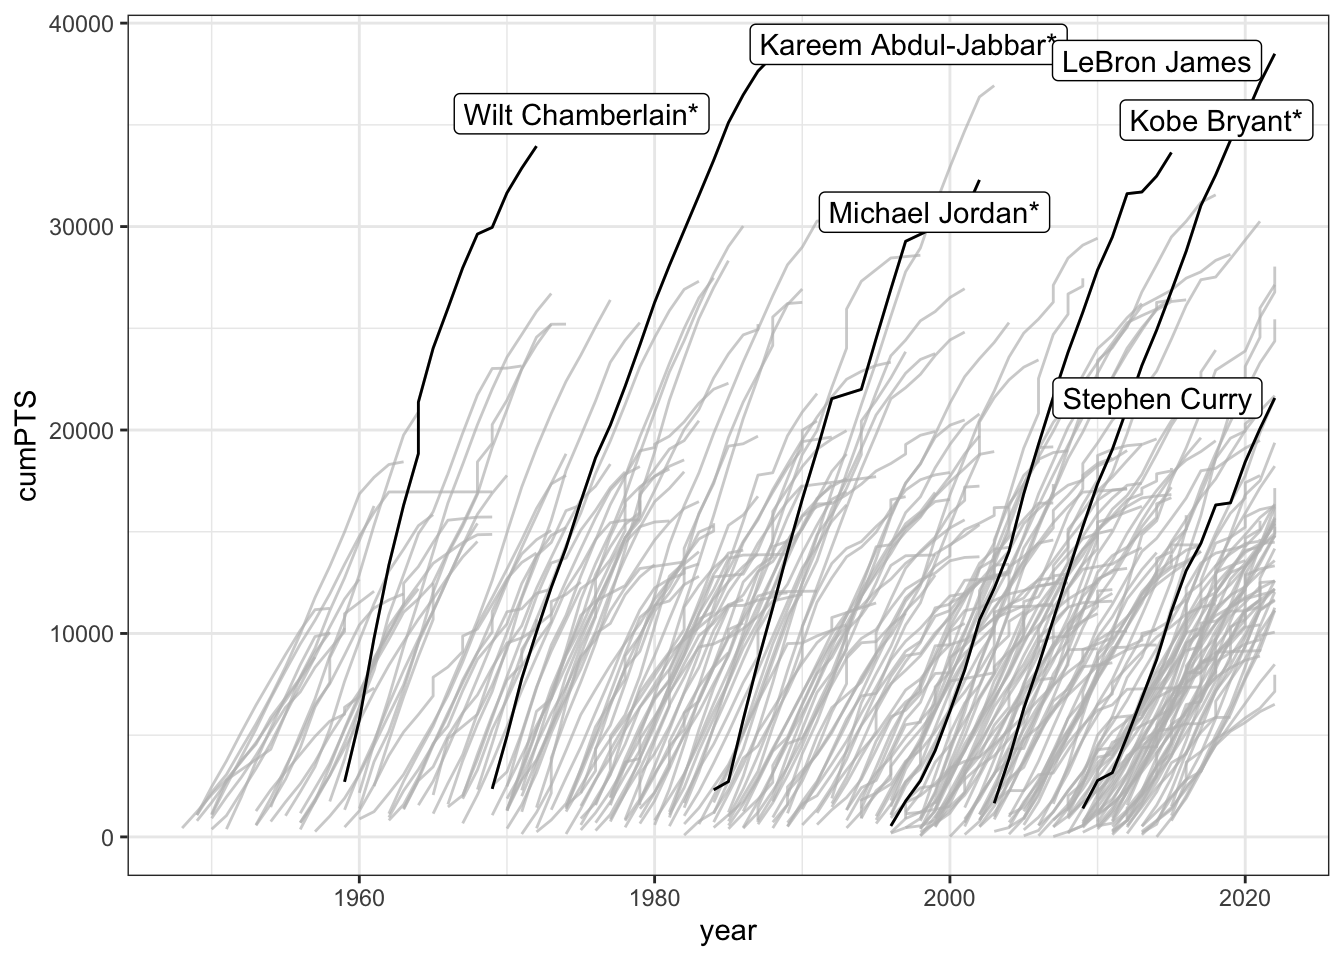 40000
Kareem Abdul-Jabbar*
LeBron James
Wilt Chamberlain*
Kobe Bryant*
30000
Michael Jordan*
Stephen Curry
20000
10000
0
cumPTS
1960
1980
2000
2020
year